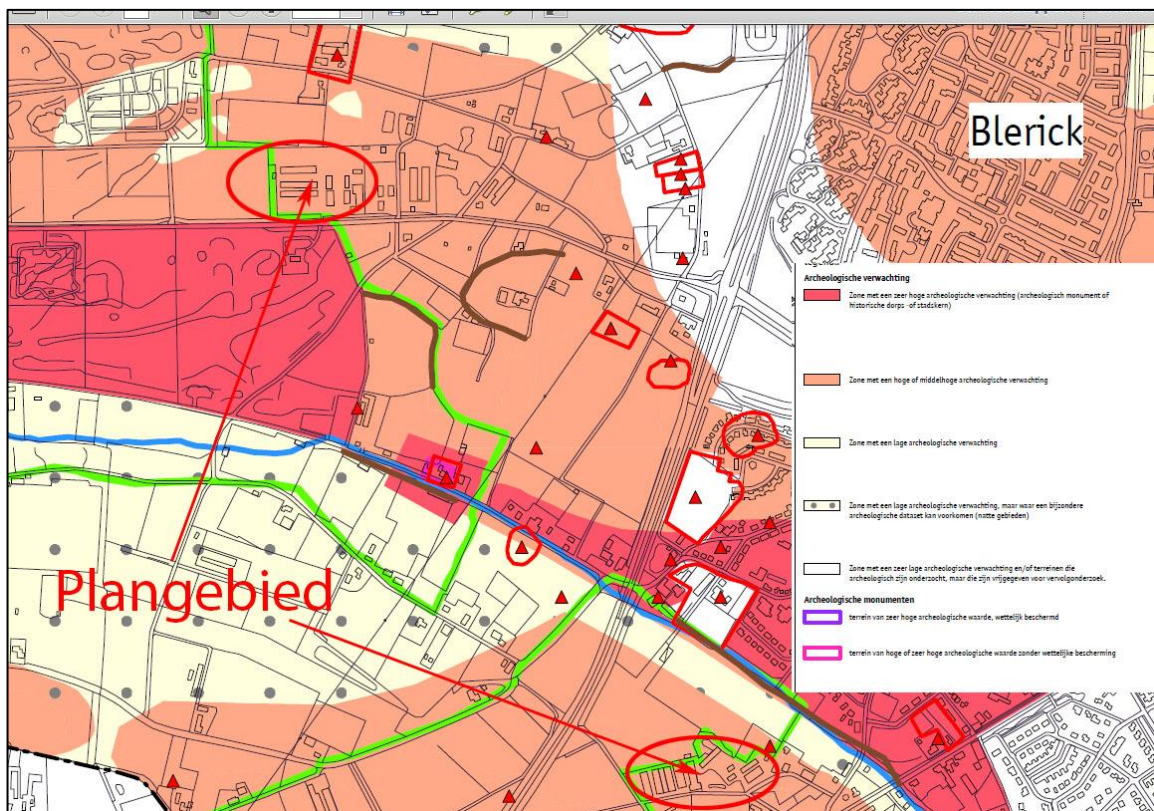 Blerick
Archeologische verwachting
Zone met een zeer hoge archeologische verwachting (archeologisch monument of
historische dorps -of stadskern)
Zone met een hoge of middelhoge archeologische verwachting
Zone met een lage archeologische verwachting
Zone met een lage archeologische verwachting, maar waar een bijzondere
archeologische dataset kan voorkomen (natte gebieden)
Zone met een zeer lage archeologische verwachting en/of terreinen die
archeologisch zijn onderzocht, maar die zijn vrijgegeven voor vervolgonderzoek.
Archeologische monumenten
terrein van zeer hoge archeologische waarde, wettelijk beschermd
terrein van hoge of zeer hoge archeologische waarde zonder wettelijke bescherming
Plangebied